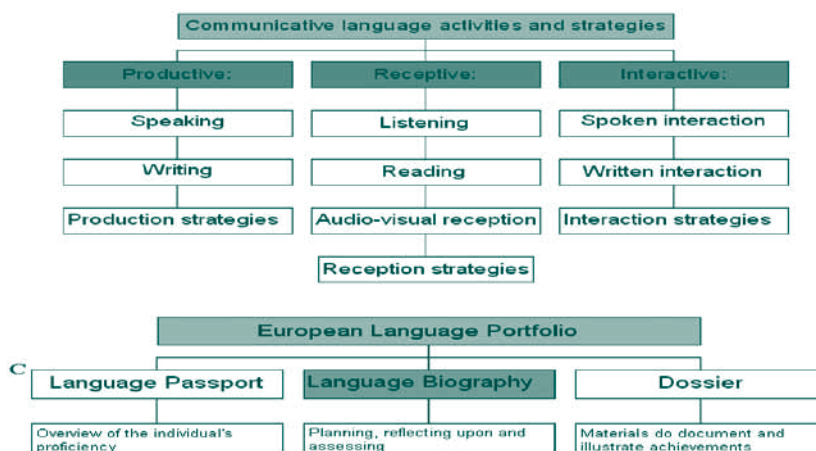 Communicative language activities and strategies
Productive:
Receptive:
Interactive:
Speaking
Listening
Spoken interaction
Writing
Reading
Written interaction
Production strategies
Audio-visual reception
Interaction strategies
Reception strategies
European Language Portfolio
C
Language Passport
Language Biography
Dossier
Overview of the individual's
proficiency
Planning, reflecting upon and
assessing
Materials do document and
illustrate achievements